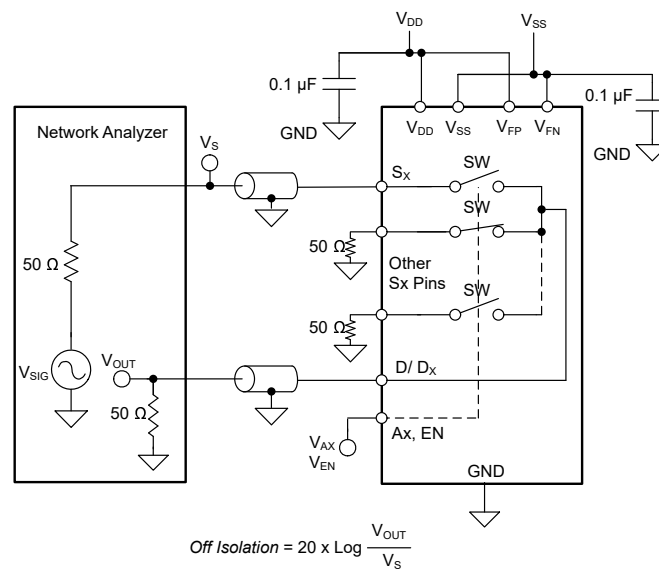 V_DD
V_SS
0.1 µF
0.1 µF
GND
GND
V_DD
V_SS
V_FP
V_FN
Network Analyzer
V_S
S_X
SW
SW
50 Ω
50 Ω
Other
Sx Pins
SW
50 Ω
V_SIG
V_OUT
50 Ω
D/ D_X
Ax, EN
V_AX
V_EN
GND
Off Isolation = 20 x Log V_OUT
V_S